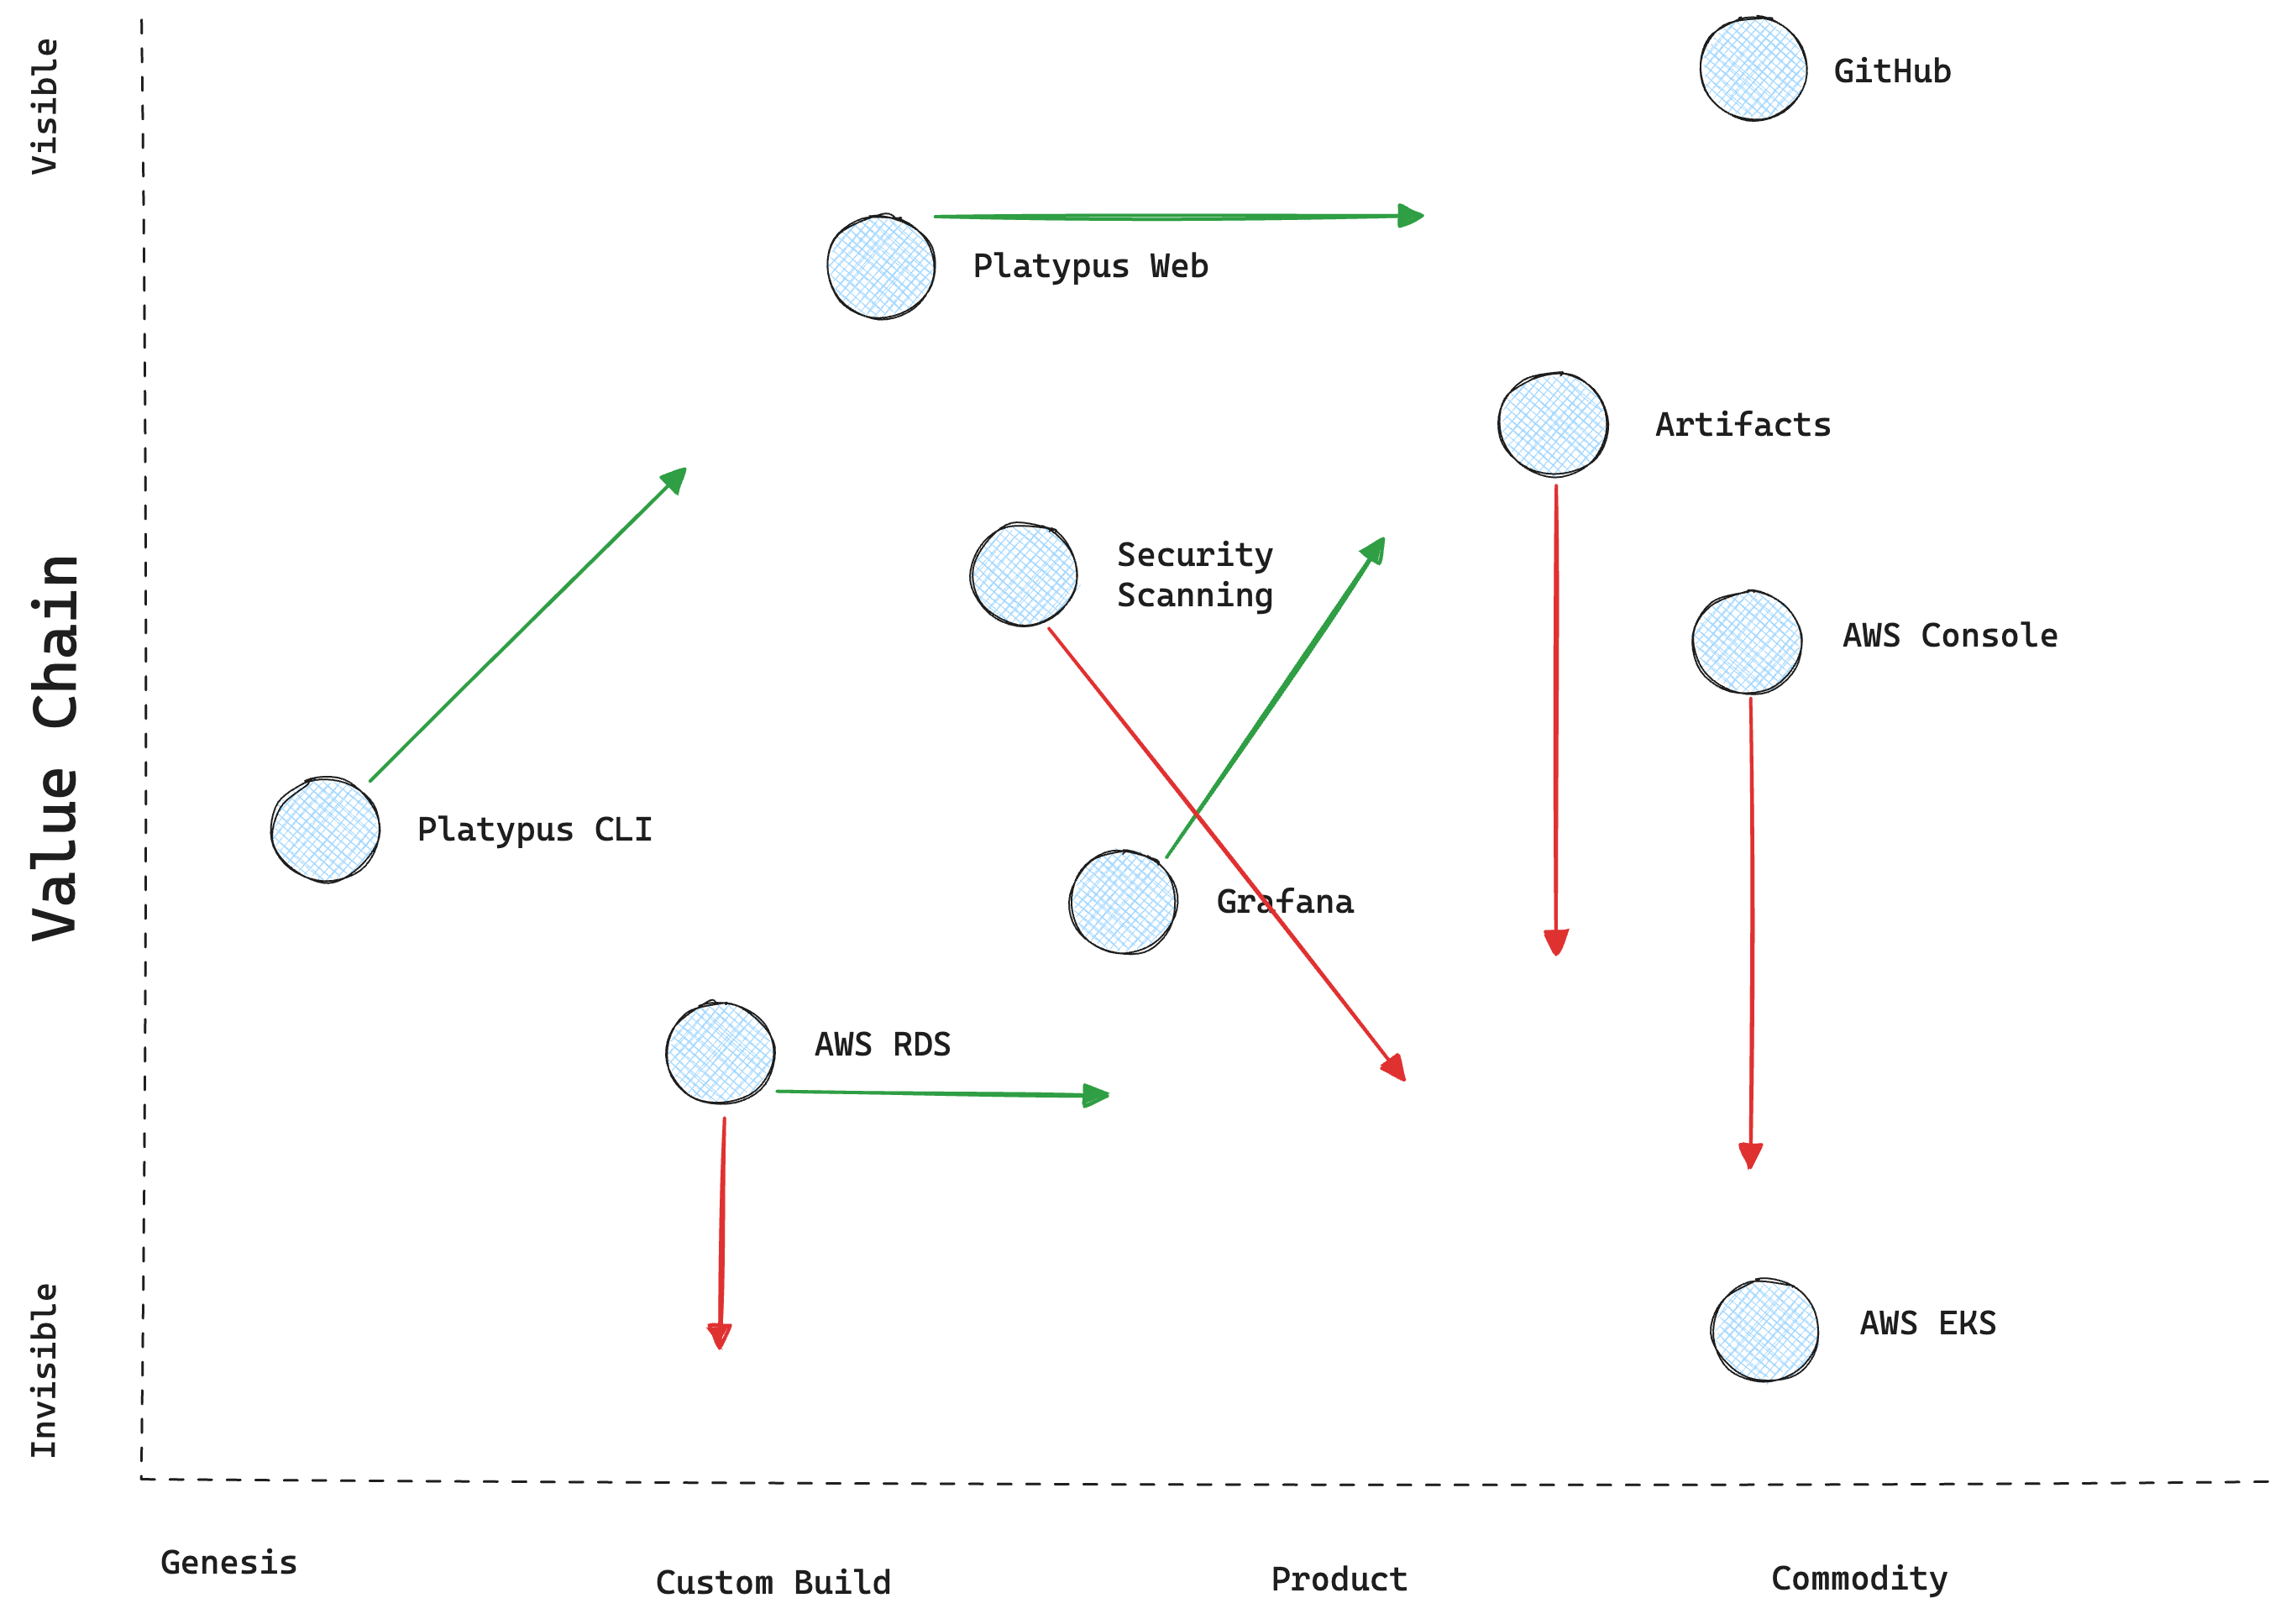 Visible
GitHub
Platypus Web
Artifacts
Security
Scanning
AWS Console
Value Chain
Platypus CLI
Grafana
AWS RDS
Invisible
AWS EKS
Genesis
Custom Build
Product
Commodity